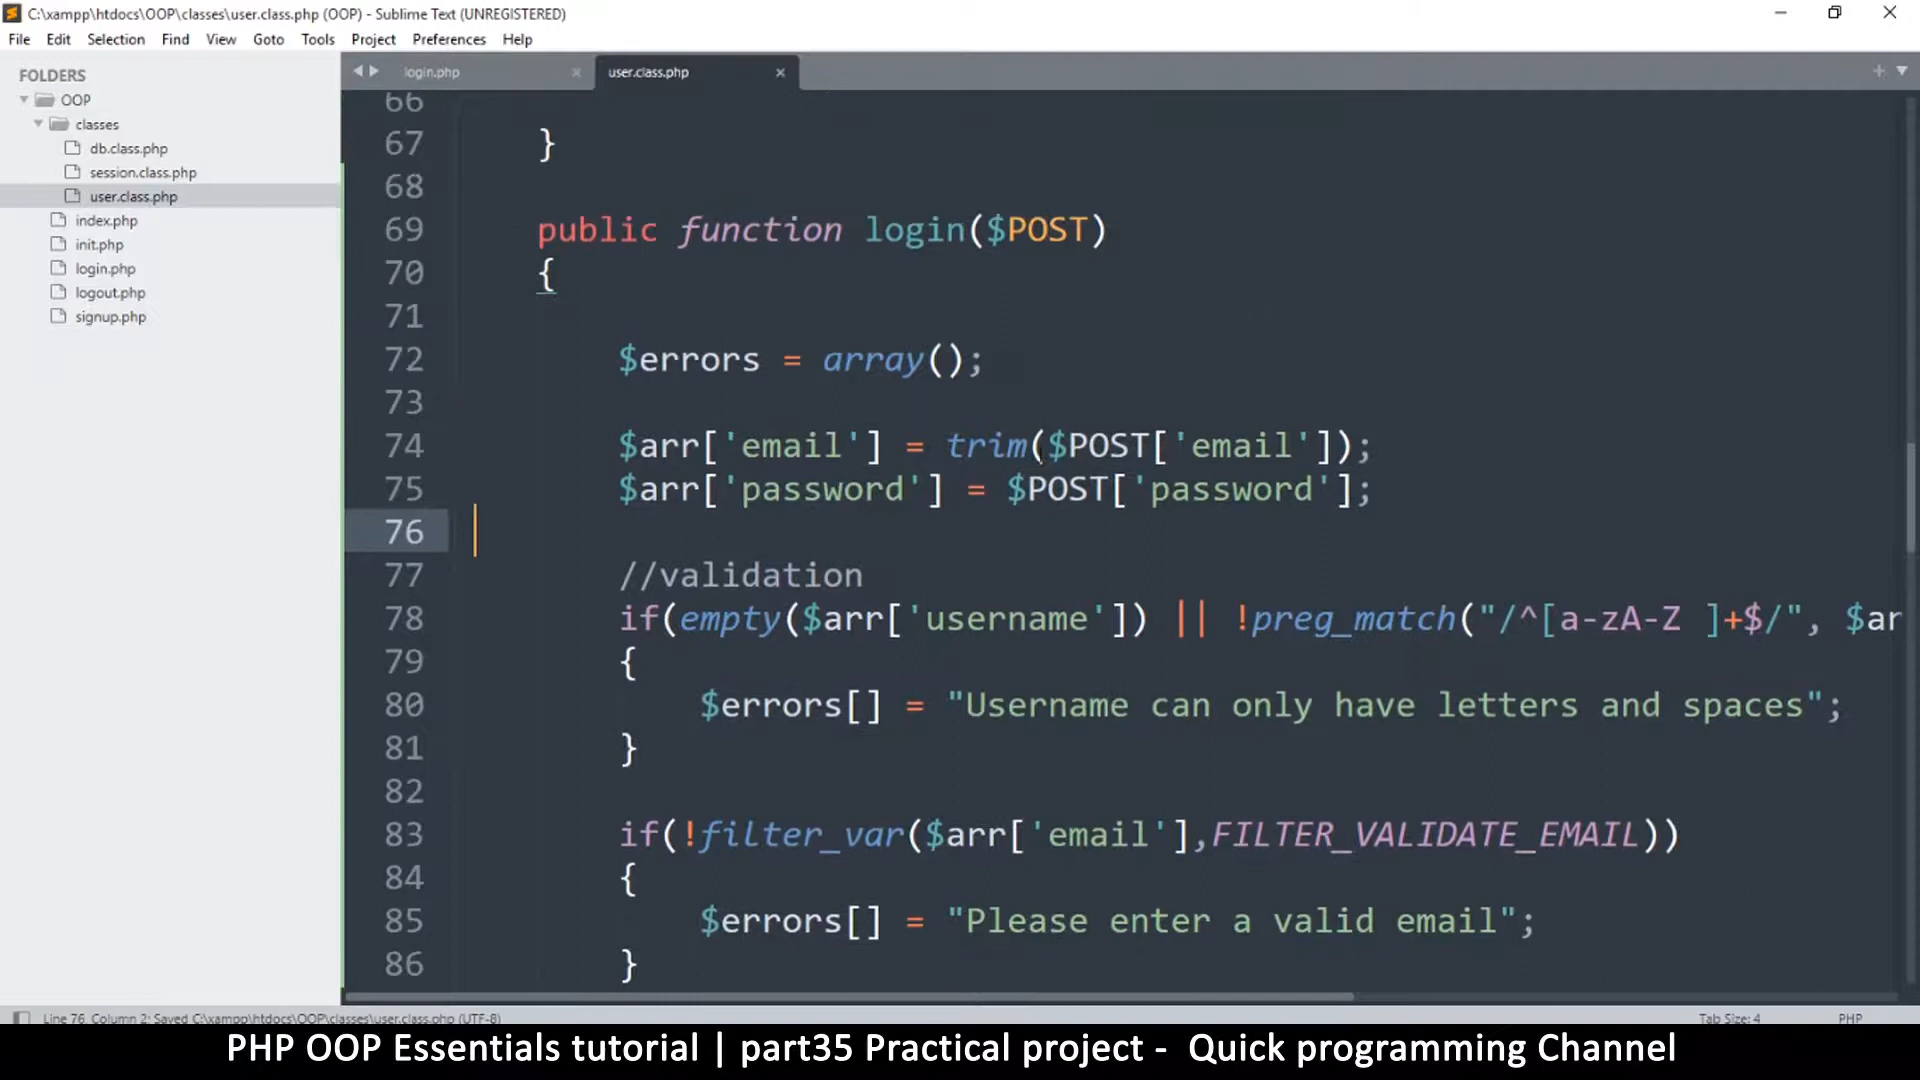 C:\xampp\htdocs\OOP\classes\user.class.php (OOP) - Sublime Text (UNREGISTERED)
File Edit Selection Find View Goto Tools Project Preferences Help
FOLDERS
OOP
classes
db.class.php
session.class.php
user.class.php
index.php
init.php
login.php
logout.php
signup.php
login.php user.class.php
66
67 }
68
69 public function login($POST)
70 {
71
72 $errors = array();
73
74 $arr['email'] = trim($POST['email']);
75 $arr['password'] = $POST['password'];
76
77 //validation
78 if(empty($arr['username']) || !preg_match("/^[a-zA-Z ]+$/", $ar
79 {
80 $errors[] = "Username can only have letters and spaces";
81 }
82
83 if(!filter_var($arr['email'],FILTER_VALIDATE_EMAIL))
84 {
85 $errors[] = "Please enter a valid email";
86 }
Line 76, Column 2; Saved C:\xampp\htdocs\OOP\classes\user.class.php (UTF-8) Tab Size: 4 PHP
PHP OOP Essentials tutorial | part35 Practical project - Quick programming Channel